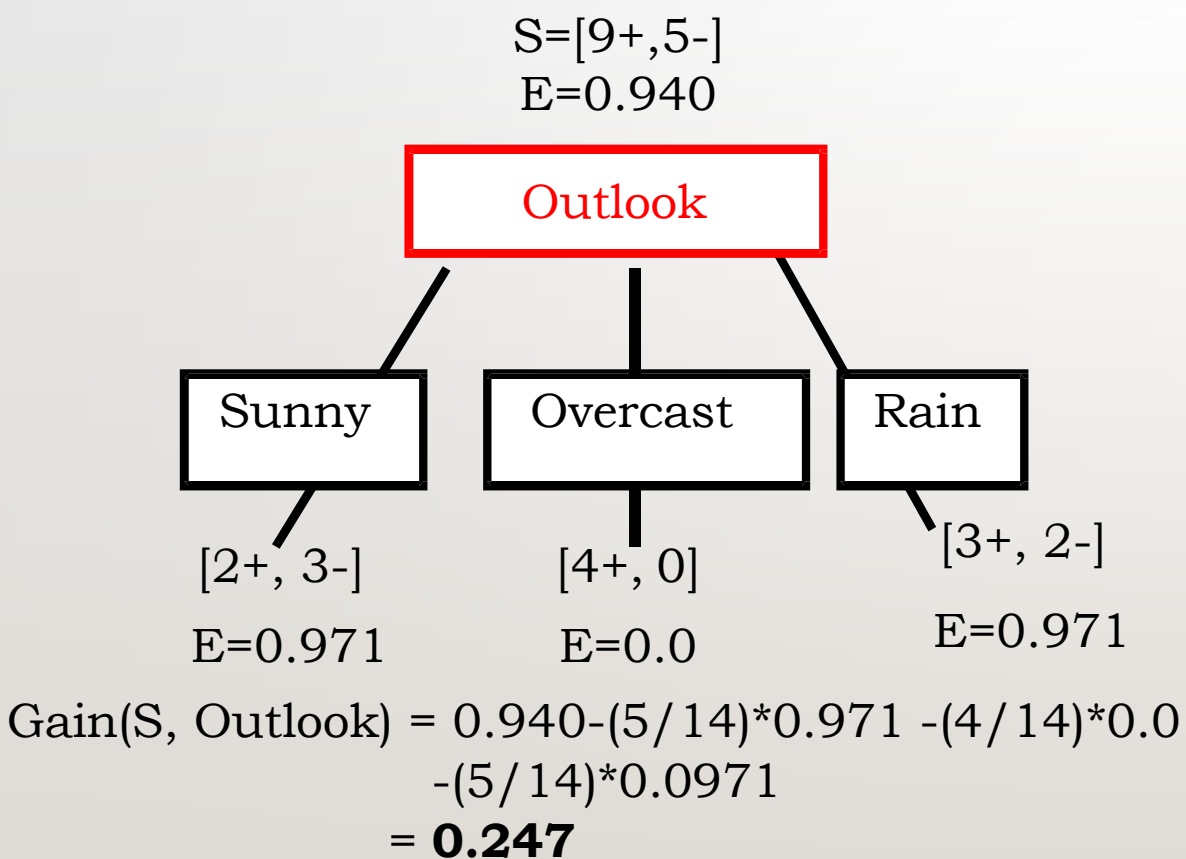 S=[9+,5-]
E=0.940
Outlook
Sunny
Overcast
Rain
[2+, 3-]
[4+, 0]
[3+, 2-]
E=0.971
E=0.0
E=0.971
Gain(S, Outlook) = 0.940-(5/14)*0.971 -(4/14)*0.0
-(5/14)*0.0971
= 0.247